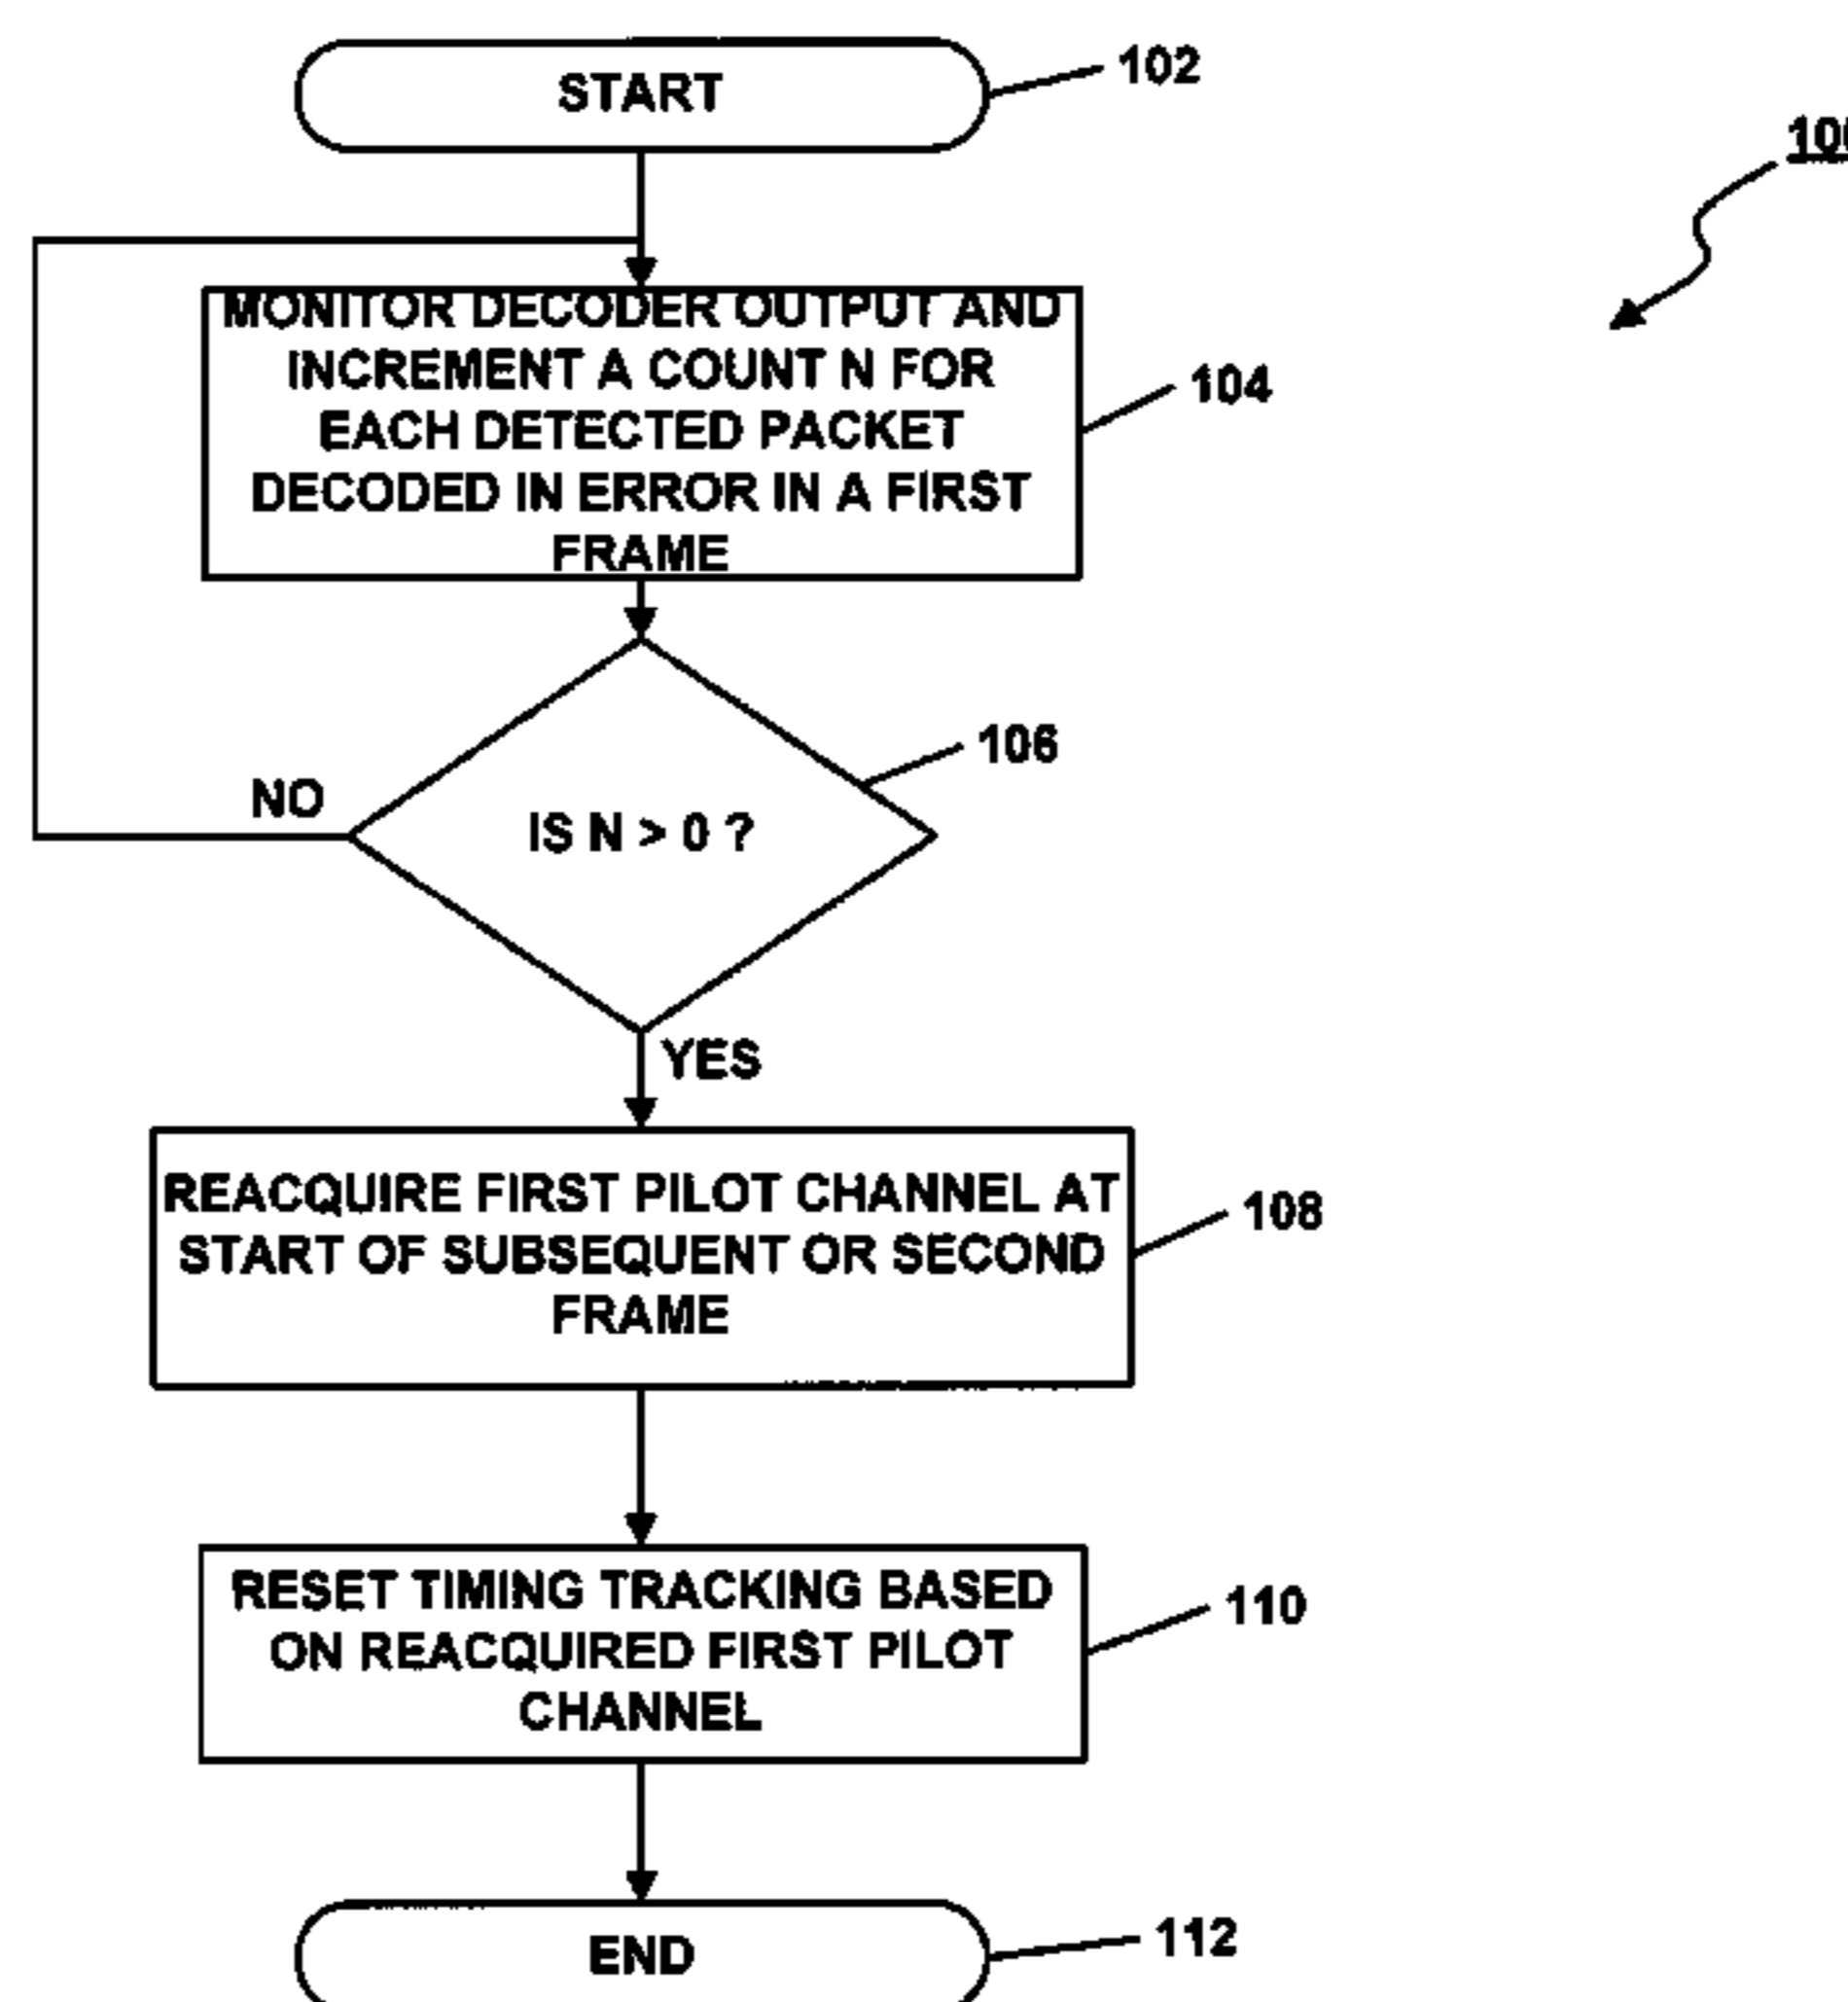 START
102
MONITOR DECODER OUTPUT AND
INCREMENT A COUNT N FOR
EACH DETECTED PACKET
DECODED IN ERROR IN A FIRST
FRAME
104
106
NO
IS N > 0 ?
YES
REACQUIRE FIRST PILOT CHANNEL AT
START OF SUBSEQUENT OR SECOND
FRAME
108
RESET TIMING TRACKING BASED
ON REACQUIRED FIRST PILOT
CHANNEL
110
END
112